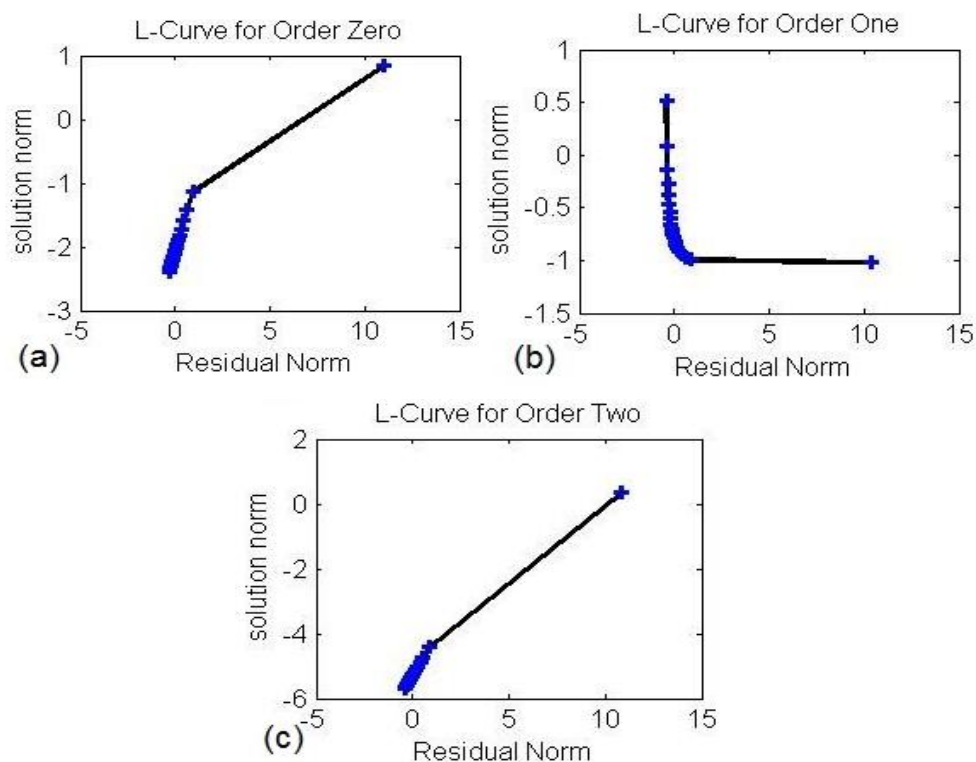 L-Curve for Order Zero
1
0
-1
-2
-3
solution norm
-5
0
5
10
15
Residual Norm
(a)
L-Curve for Order One
1
0.5
0
-0.5
-1
-1.5
solution norm
-5
0
5
10
15
Residual Norm
(b)
L-Curve for Order Two
2
0
-2
-4
-6
solution norm
-5
0
5
10
15
Residual Norm
(c)